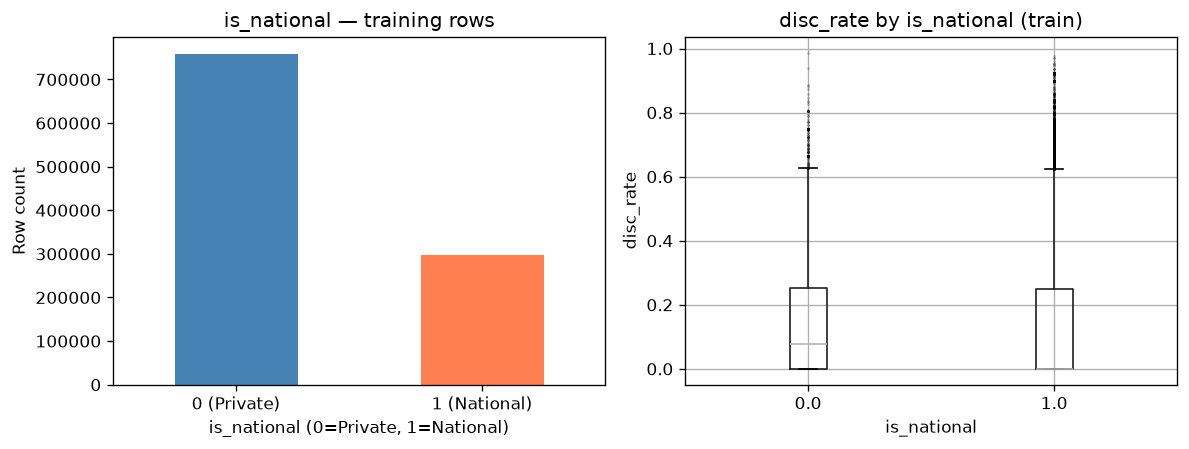 is_national — training rows
Row count
700000
600000
500000
400000
300000
200000
100000
0
0 (Private)
1 (National)
is_national (0=Private, 1=National)
disc_rate by is_national (train)
disc_rate
1.0
0.8
0.6
0.4
0.2
0.0
0.0
1.0
is_national